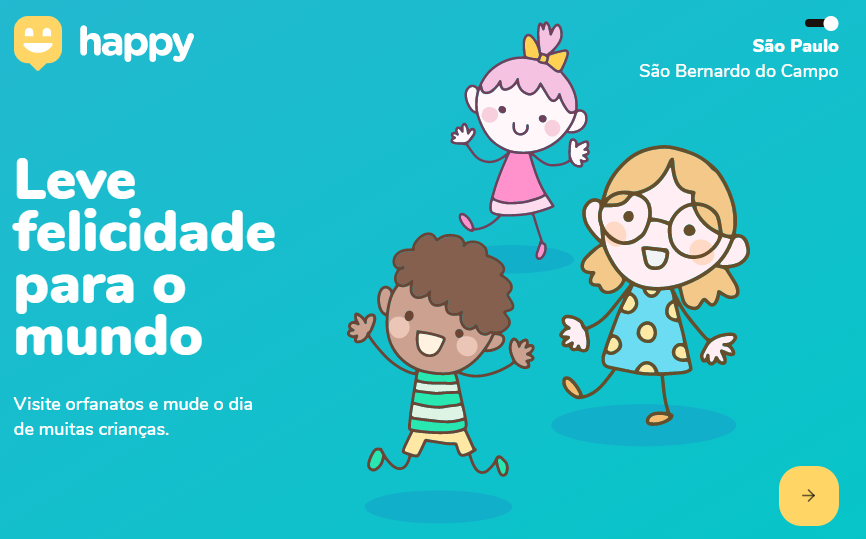 happy
São Paulo
São Bernardo do Campo
Leve
felicidade
para o
mundo
Visite orfanatos e mude o dia
de muitas crianças.